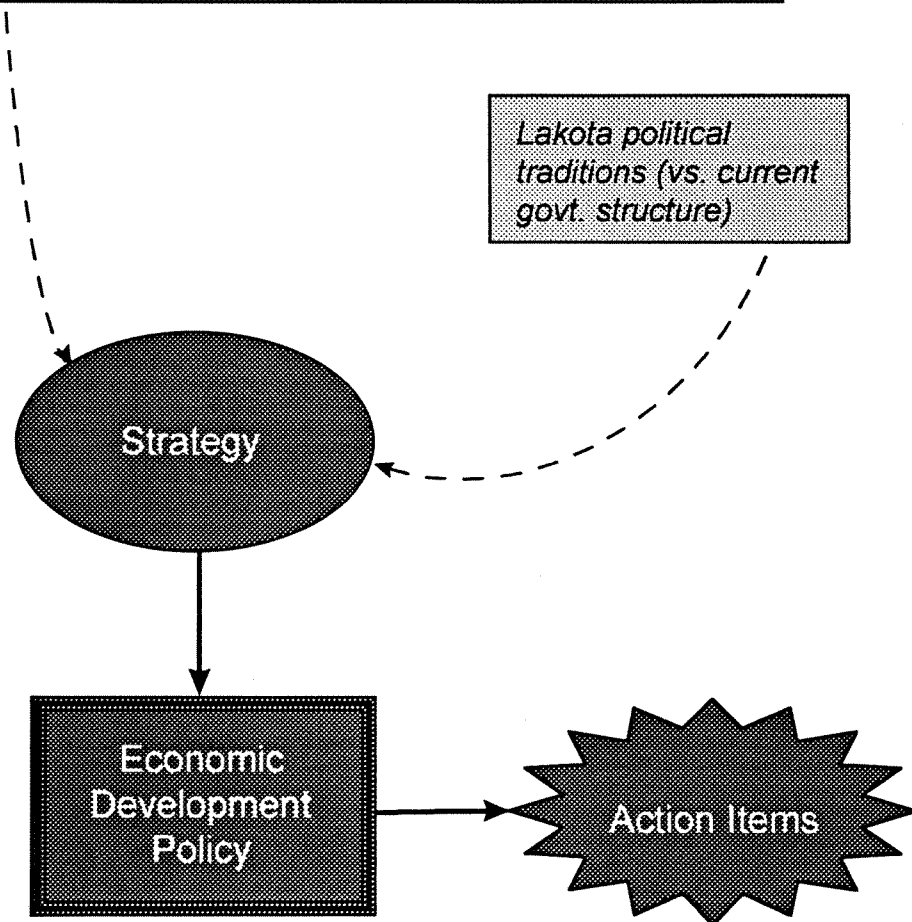 Lakota political
traditions (vs. current
govt. structure)
Strategy
Economic
Development
Policy
Action Items